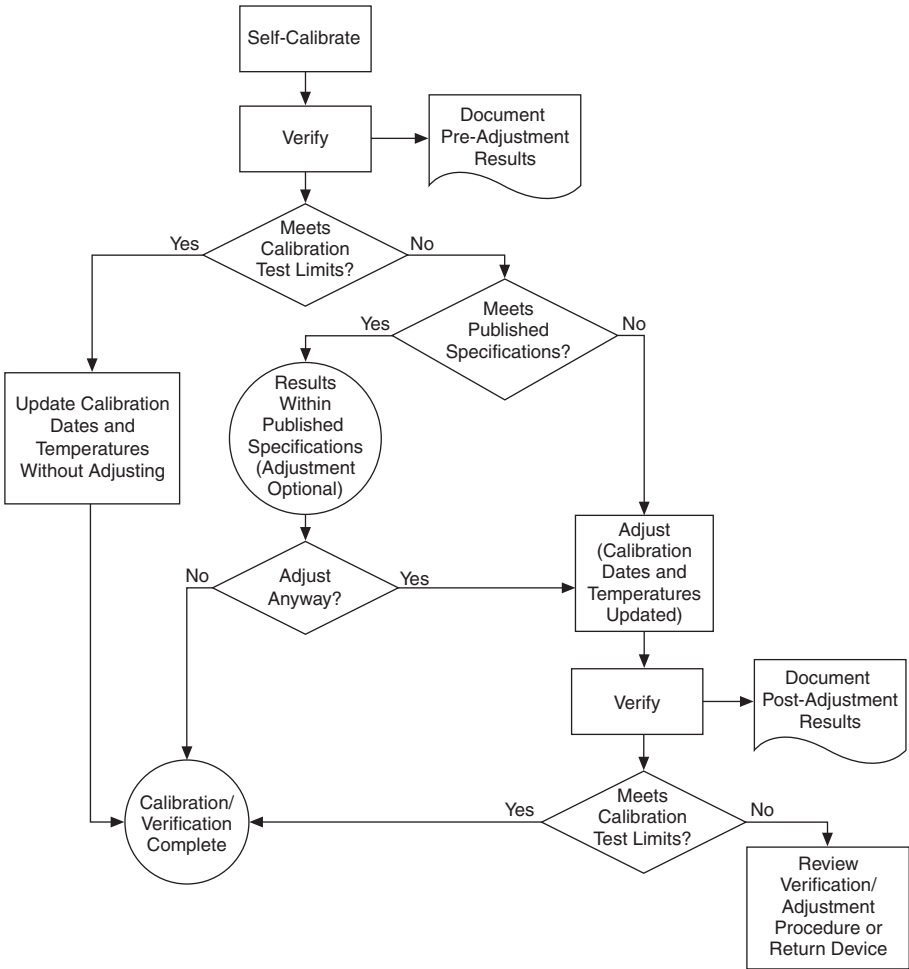 Self-Calibrate
Verify
Document
Pre-Adjustment
Results
Meets
Calibration
Test Limits?
Yes
No
Meets
Published
Specifications?
Yes
No
Update Calibration
Dates and
Temperatures
Without Adjusting
Results
Within
Published
Specifications
(Adjustment
Optional)
Adjust
Anyway?
No
Yes
Adjust
(Calibration
Dates and
Temperatures
Updated)
Verify
Document
Post-Adjustment
Results
Calibration/
Verification
Complete
Yes
Meets
Calibration
Test Limits?
No
Review
Verification/
Adjustment
Procedure or
Return Device